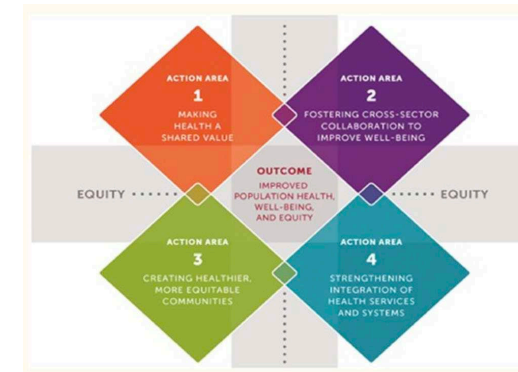 ACTION AREA
1
MAKING
HEALTH A
SHARED VALUE
ACTION AREA
2
FOSTERING CROSS-SECTOR
COLLABORATION TO
IMPROVE WELL-BEING
EQUITY
OUTCOME
IMPROVED
POPULATION HEALTH,
WELL-BEING,
AND EQUITY
EQUITY
ACTION AREA
3
CREATING HEALTHIER,
MORE EQUITABLE
COMMUNITIES
ACTION AREA
4
STRENGTHENING
INTEGRATION OF
HEALTH SERVICES
AND SYSTEMS